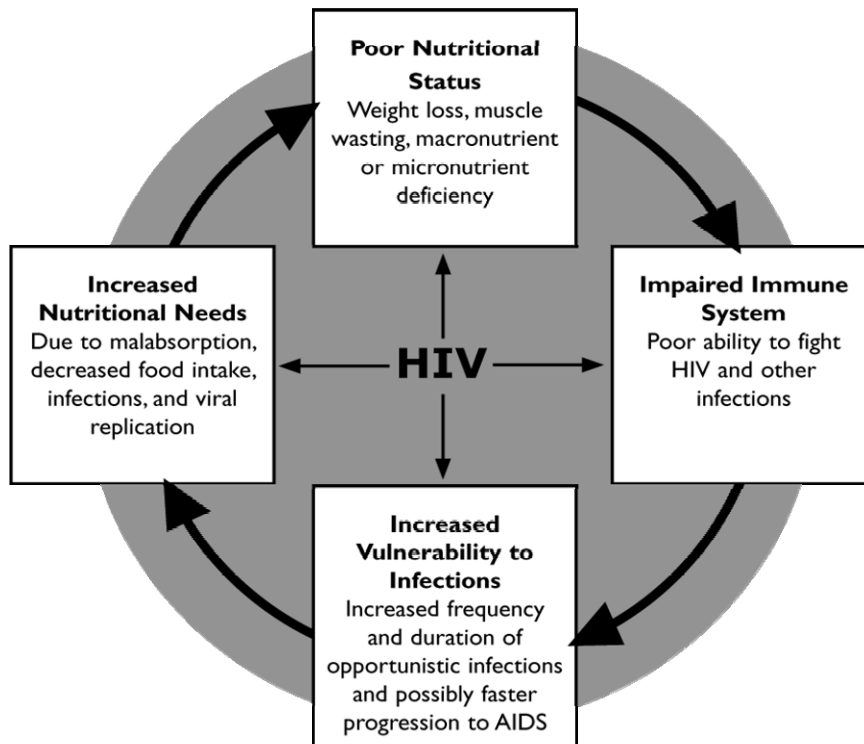 Poor Nutritional
Status
Weight loss, muscle
wasting, macronutrient
or micronutrient
deficiency
Increased
Nutritional Needs
Due to malabsorption,
decreased food intake,
infections, and viral
replication
HIV
Impaired Immune
System
Poor ability to fight
HIV and other
infections
Increased
Vulnerability to
Infections
Increased frequency
and duration of
opportunistic infections
and possibly faster
progression to AIDS